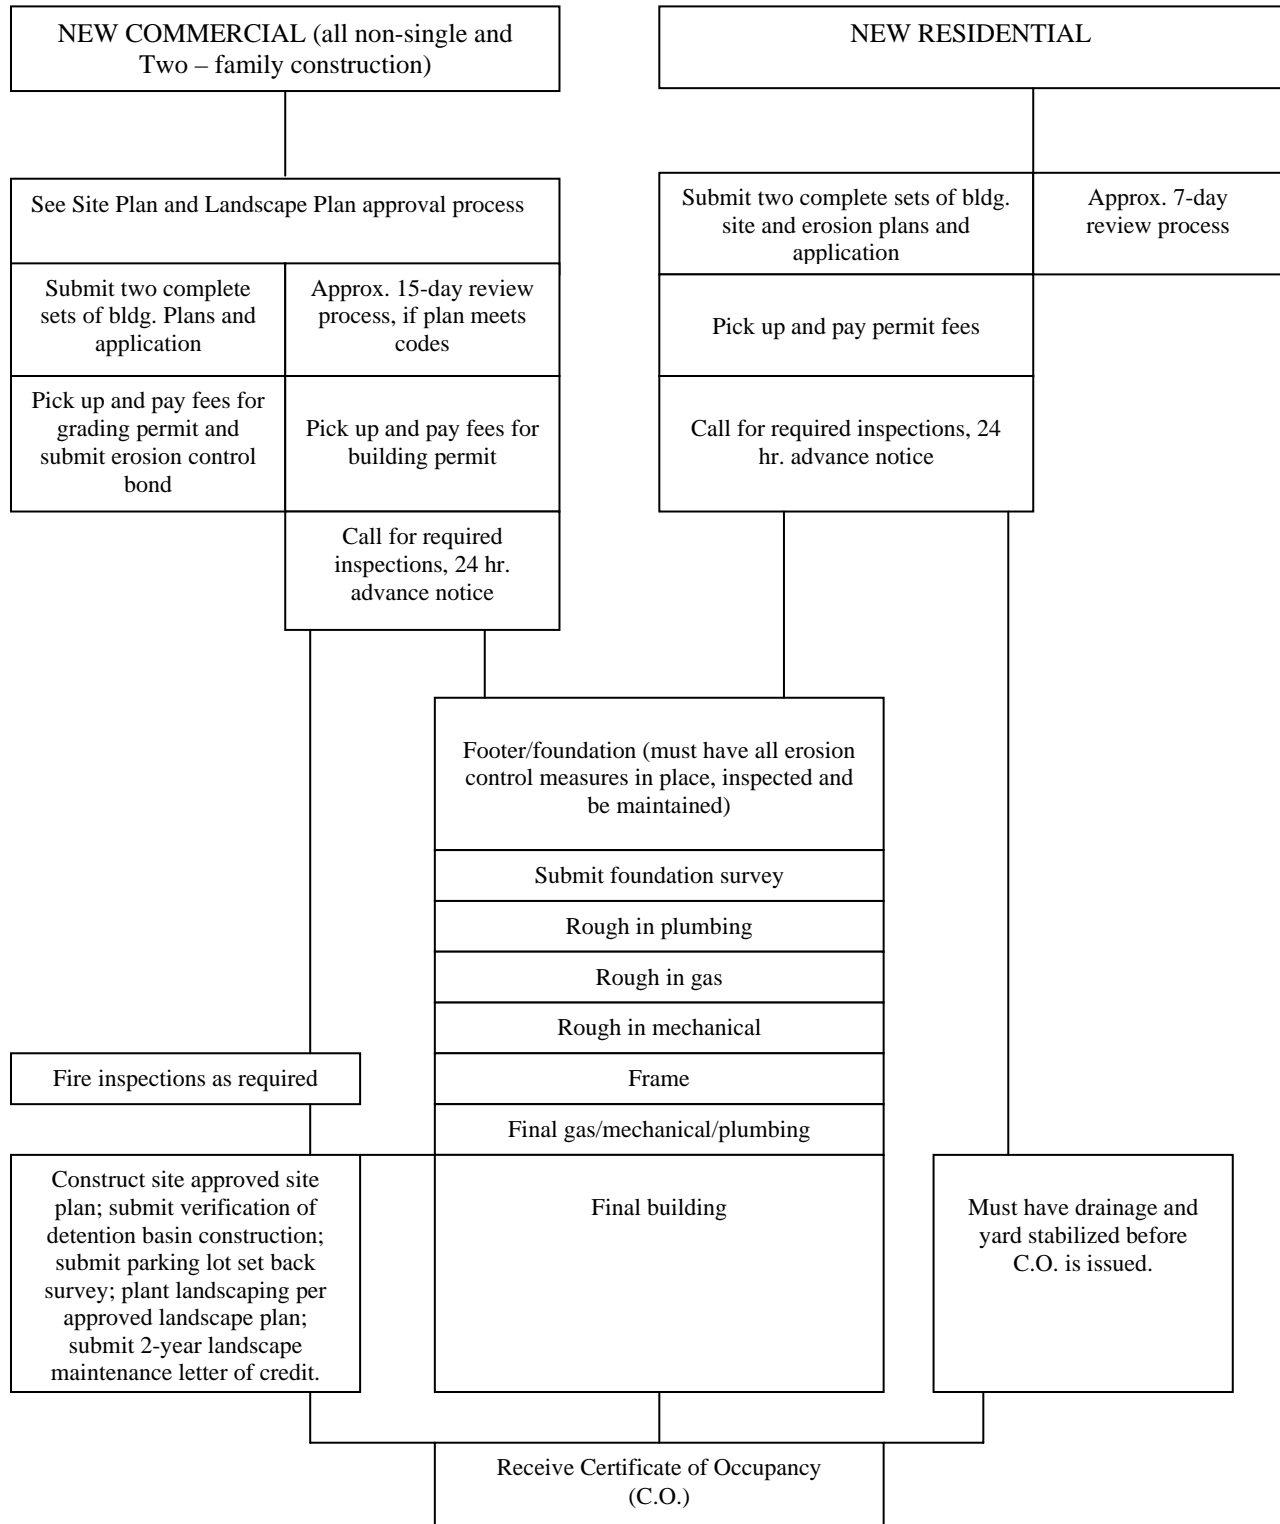 NEW COMMERCIAL (all non-single and
Two – family construction)
NEW RESIDENTIAL
See Site Plan and Landscape Plan approval process
Submit two complete
sets of bldg. Plans and
application
Approx. 15-day review
process, if plan meets
codes
Pick up and pay fees for
grading permit and
submit erosion control
bond
Pick up and pay fees for
building permit
Call for required
inspections, 24 hr.
advance notice
Submit two complete sets of bldg.
site and erosion plans and
application
Approx. 7-day
review process
Pick up and pay permit fees
Call for required inspections, 24
hr. advance notice
Footer/foundation (must have all erosion
control measures in place, inspected and
be maintained)
Submit foundation survey
Rough in plumbing
Rough in gas
Rough in mechanical
Fire inspections as required
Frame
Final gas/mechanical/plumbing
Construct site approved site
plan; submit verification of
detention basin construction;
submit parking lot set back
survey; plant landscaping per
approved landscape plan;
submit 2-year landscape
maintenance letter of credit.
Final building
Must have drainage and
yard stabilized before
C.O. is issued.
Receive Certificate of Occupancy
(C.O.)